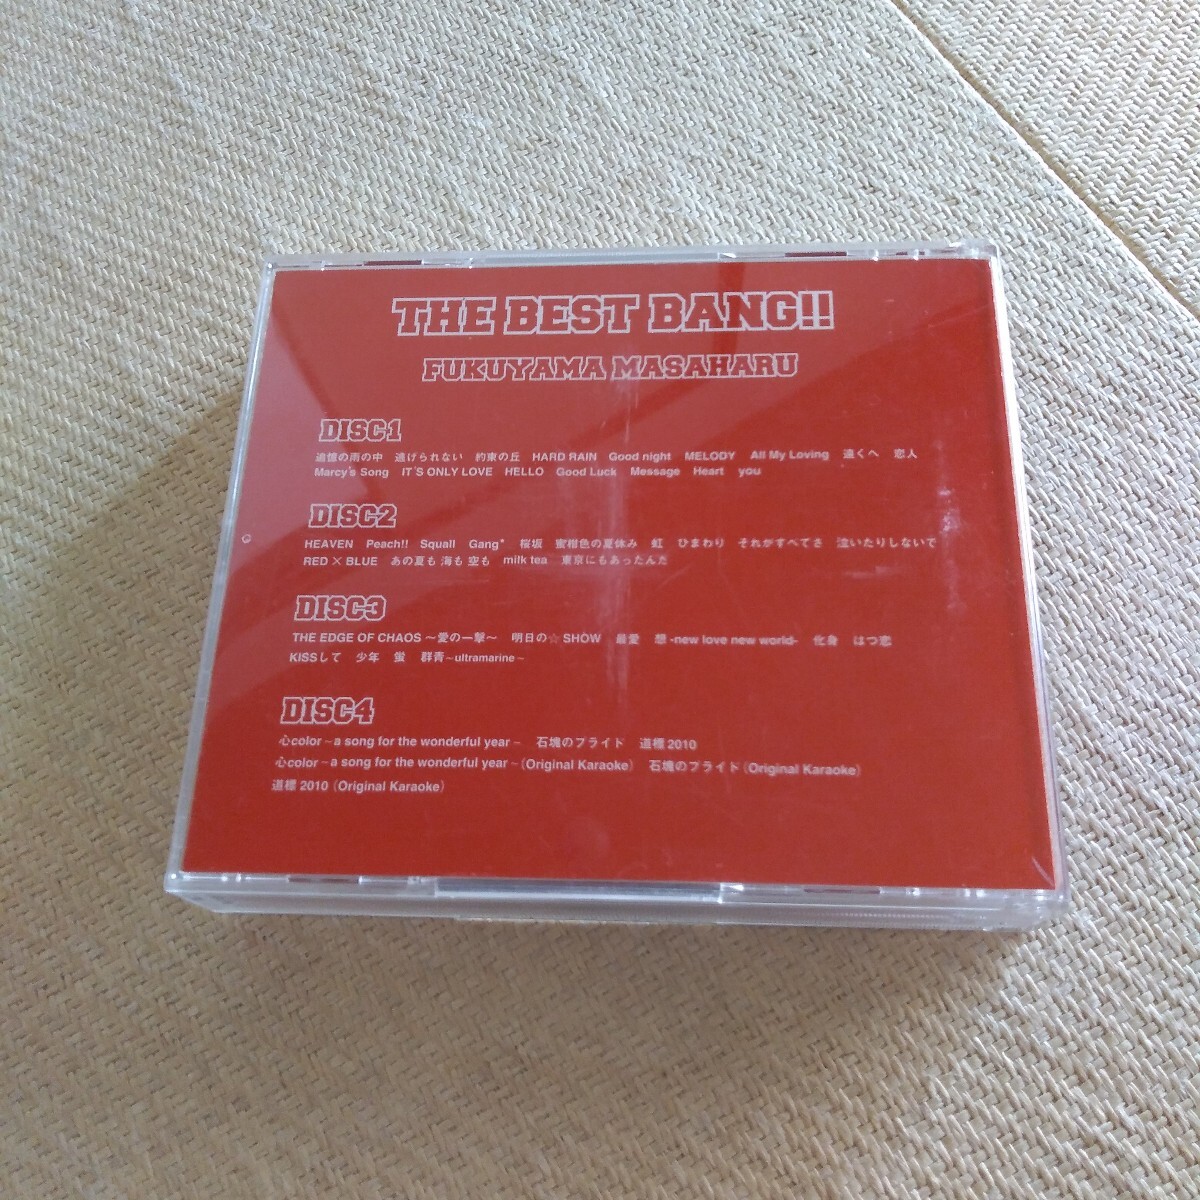 THE BEST BANG!!
FUKUYAMA MASAHARU
DISC1
追憶の雨の中 逃げられない 約束の丘 HARD RAIN Good night MELODY All My Loving 遠くへ 恋人
Marcy's Song IT'S ONLY LOVE HELLO Good Luck Message Heart you
DISC2
HEAVEN Peach!! Squall Gang* 桜坂 蜜柑色の夏休み 虹 ひまわり それがすべてさ 泣いたりしないで
RED×BLUE あの夏も 海も 空も milk tea 東京にもあったんだ
DISC3
THE EDGE OF CHAOS ～愛の一撃～ 明日の☆SHOW 最愛 想 -new love new world- 化身 はつ恋
KISSして 少年 蛍 群青~ultramarine~
DISC4
心color ~a song for the wonderful year~ 石塊のプライド 道標2010
心color ~a song for the wonderful year~(Original Karaoke) 石塊のプライド(Original Karaoke)
道標2010(Original Karaoke)